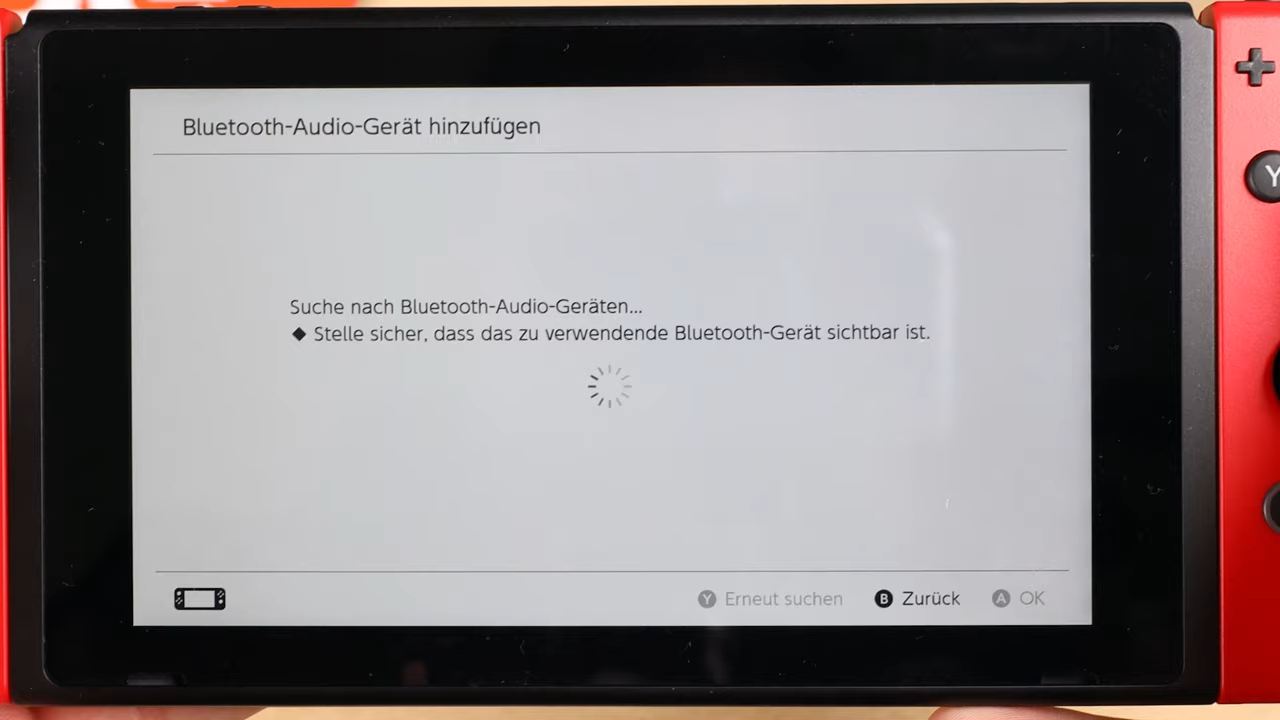 Bluetooth-Audio-Gerät hinzufügen
Suche nach Bluetooth-Audio-Geräten...
◆ Stelle sicher, dass das zu verwendende Bluetooth-Gerät sichtbar ist.
Y Erneut suchen B Zurück A OK
Y